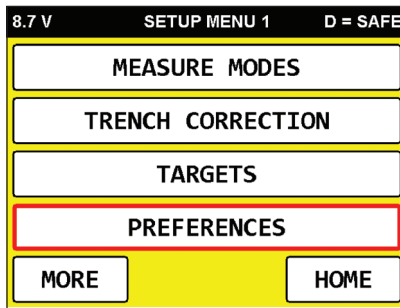 8.7 V SETUP MENU 1 D = SAFE
MEASURE MODES
TRENCH CORRECTION
TARGETS
PREFERENCES
MORE HOME